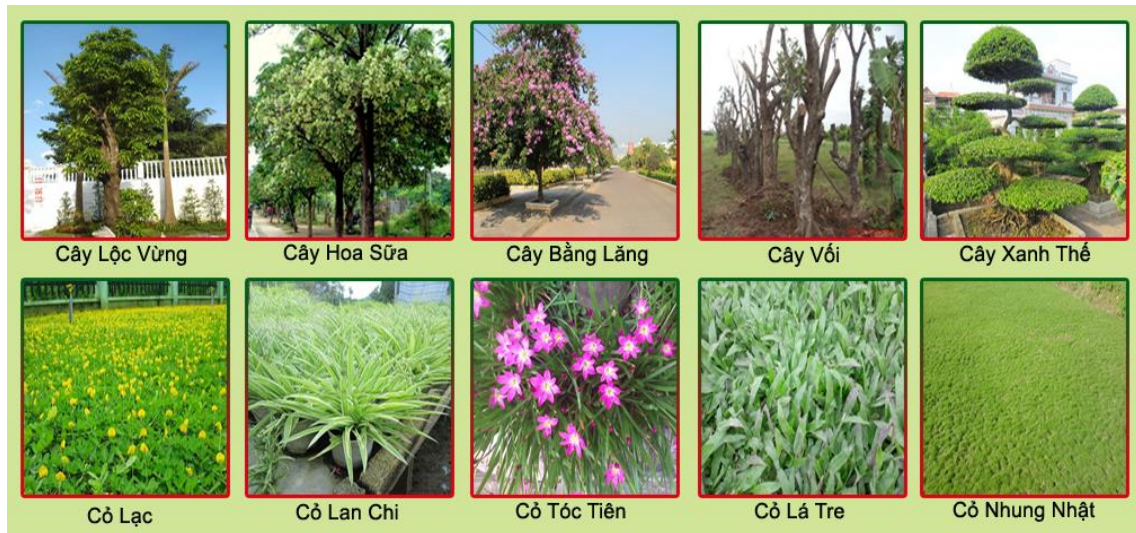 Cây Lộc Vừng
Cây Hoa Sữa
Cây Bằng Lăng
Cây Vối
Cây Xanh Thế
Cỏ Lạc
Cỏ Lan Chi
Cỏ Tóc Tiên
Cỏ Lá Tre
Cỏ Nhung Nhật